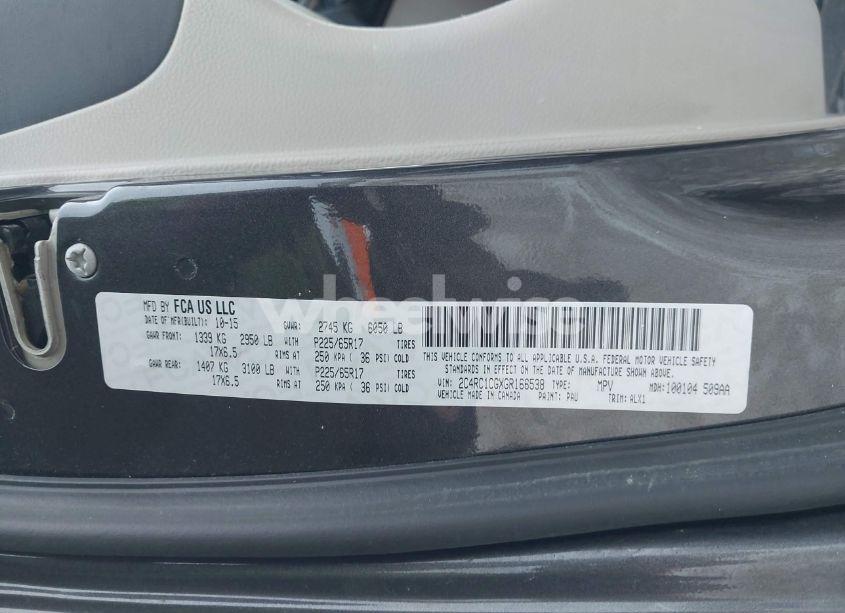 MFD BY FCA US LLC
DATE OF MFR(BUILT): 10-15 GVWR: 2745 KG 6050 LB
GAWR FRONT: 1339 KG 2950 LB WITH P225/65R17 TIRES
17X6.5 RIMS AT 250 KPA ( 36 PSI) COLD
GAWR REAR: 1407 KG 3100 LB WITH P225/65R17 TIRES
17X6.5 RIMS AT 250 KPA ( 36 PSI) COLD
THIS VEHICLE CONFORMS TO ALL APPLICABLE U.S.A. FEDERAL MOTOR VEHICLE SAFETY
STANDARDS IN EFFECT ON THE DATE OF MANUFACTURE SHOWN ABOVE.
VIN: 2C4RC1CGXGR166538 TYPE: MPV MDH:100104 509AA
VEHICLE MADE IN CANADA PAINT: PAU TRIM: ALX1
wheelwise